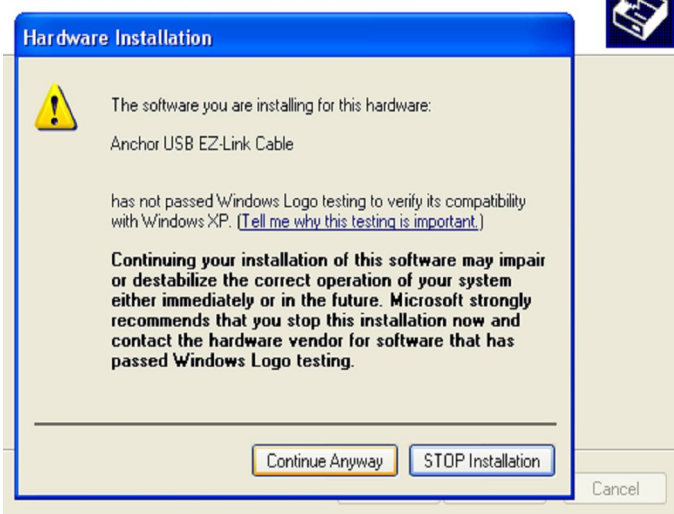 Hardware Installation
The software you are installing for this hardware:
Anchor USB EZ-Link Cable
has not passed Windows Logo testing to verify its compatibility
with Windows XP. (Tell me why this testing is important.)
Continuing your installation of this software may impair
or destabilize the correct operation of your system
either immediately or in the future. Microsoft strongly
recommends that you stop this installation now and
contact the hardware vendor for software that has
passed Windows Logo testing.
Continue Anyway STOP Installation
Cancel